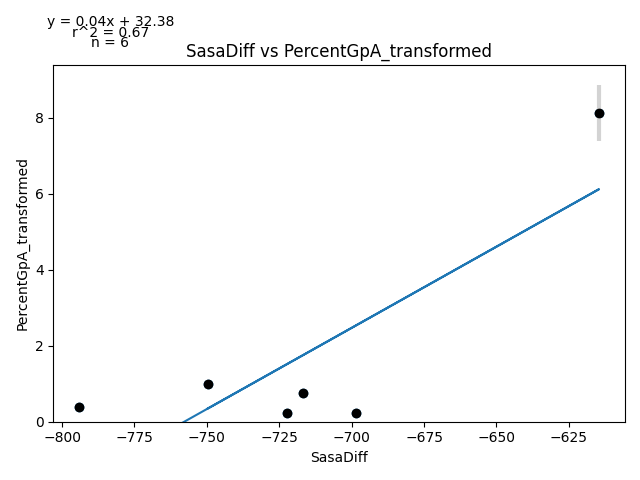 y = 0.04x + 32.38
r^2 = 0.67
n = 6
SasaDiff vs PercentGpA_transformed
PercentGpA_transformed
8
6
4
2
0
−800 −775 −750 −725 −700 −675 −650 −625
SasaDiff